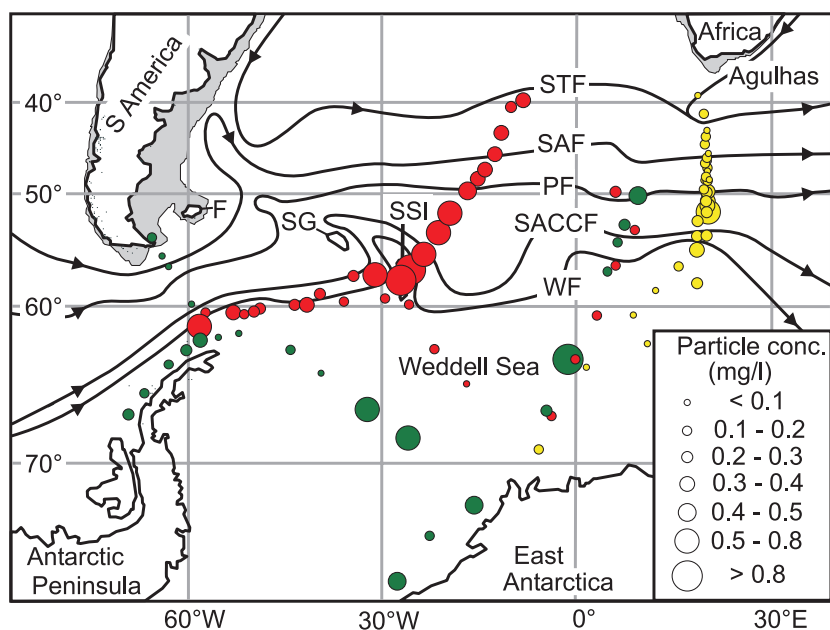 Africa
S America
Agulhas
40°
STF
SAF
50°
PF
F
SG
SSI
SACCF
WF
60°
Weddell Sea
Particle conc.
(mg/l)
< 0.1
0.1 - 0.2
0.2 - 0.3
0.3 - 0.4
0.4 - 0.5
0.5 - 0.8
> 0.8
70°
Antarctic
Peninsula
East
Antarctica
60°W
30°W
0°
30°E